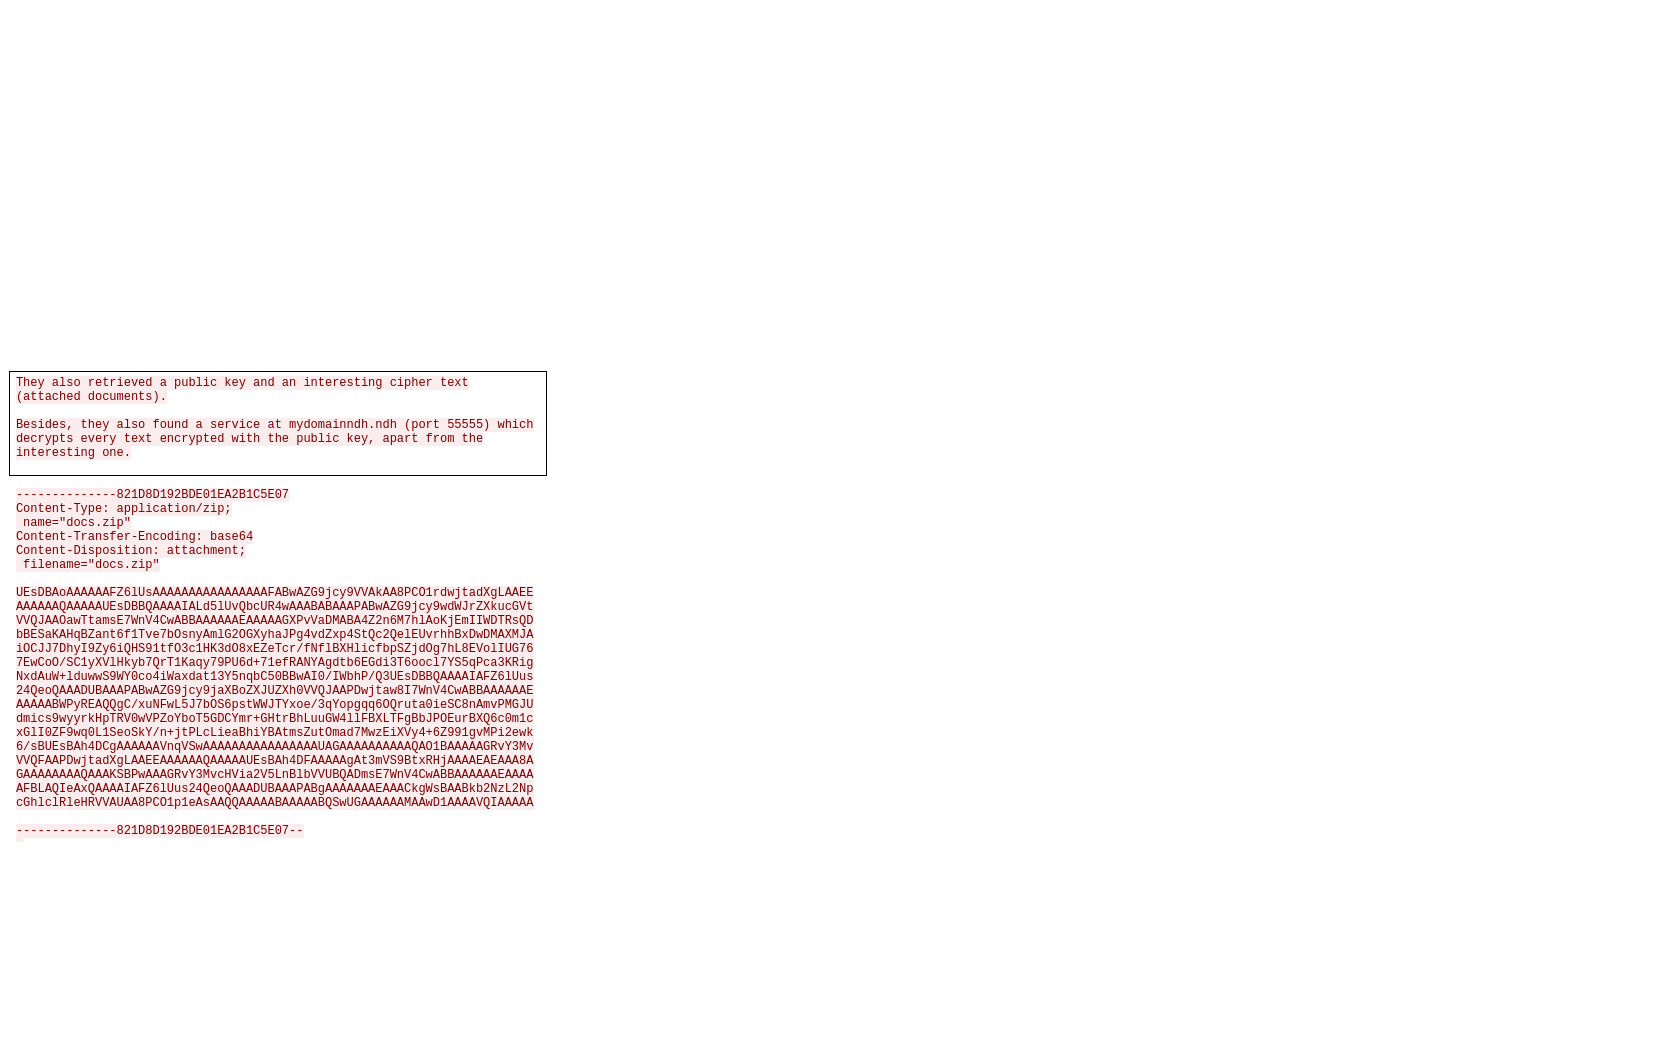 They also retrieved a public key and an interesting cipher text
(attached documents).
Besides, they also found a service at mydomainndh.ndh (port 55555) which
decrypts every text encrypted with the public key, apart from the
interesting one.
--------------821D8D192BDE01EA2B1C5E07
Content-Type: application/zip;
 name="docs.zip"
Content-Transfer-Encoding: base64
Content-Disposition: attachment;
 filename="docs.zip"
UEsDBAoAAAAAAFZ6lUsAAAAAAAAAAAAAAAAFABwAZG9jcy9VVAkAA8PCO1rdwjtadXgLAAEE
AAAAAAQAAAAAUEsDBBQAAAAIALd5lUvQbcUR4wAAABABAAAPABwAZG9jcy9wdWJrZXkucGVt
VVQJAAOawTtamsE7WnV4CwABBAAAAAAEAAAAAGXPvVaDMABA4Z2n6M7hlAoKjEmIIWDTRsQD
bBESaKAHqBZant6f1Tve7bOsnyAmlG2OGXyhaJPg4vdZxp4StQc2QelEUvrhhBxDwDMAXMJA
iOCJJ7DhyI9Zy6iQHS91tfO3c1HK3dO8xEZeTcr/fNflBXHlicfbpSZjdOg7hL8EVolIUG76
7EwCoO/SC1yXVlHkyb7QrT1Kaqy79PU6d+71efRANYAgdtb6EGdi3T6oocl7YS5qPca3KRig
NxdAuW+lduwwS9WY0co4iWaxdat13Y5nqbC50BBwAI0/IWbhP/Q3UEsDBBQAAAAIAFZ6lUus
24QeoQAAADUBAAAPABwAZG9jcy9jaXBoZXJUZXh0VVQJAAPDwjtaw8I7WnV4CwABBAAAAAAE
AAAAABWPyREAQQgC/xuNFwL5J7bOS6pstWWJTYxoe/3qYopgqq6OQruta0ieSC8nAmvPMGJU
dmics9wyyrkHpTRV0wVPZoYboT5GDCYmr+GHtrBhLuuGW4llFBXLTFgBbJPOEurBXQ6c0m1c
xGlI0ZF9wq0L1SeoSkY/n+jtPLcLieaBhiYBAtmsZutOmad7MwzEiXVy4+6Z991gvMPi2ewk
6/sBUEsBAh4DCgAAAAAAVnqVSwAAAAAAAAAAAAAAAAUAGAAAAAAAAAAQAO1BAAAAAGRvY3Mv
VVQFAAPDwjtadXgLAAEEAAAAAAQAAAAAUEsBAh4DFAAAAAgAt3mVS9BtxRHjAAAAEAEAAA8A
GAAAAAAAAQAAAKSBPwAAAGRvY3MvcHVia2V5LnBlbVVUBQADmsE7WnV4CwABBAAAAAAEAAAA
AFBLAQIeAxQAAAAIAFZ6lUus24QeoQAAADUBAAAPABgAAAAAAAEAAACkgWsBAABkb2NzL2Np
cGhlclRleHRVVAUAA8PCO1p1eAsAAQQAAAAABAAAAABQSwUGAAAAAAMAAwD1AAAAVQIAAAAA
--------------821D8D192BDE01EA2B1C5E07--